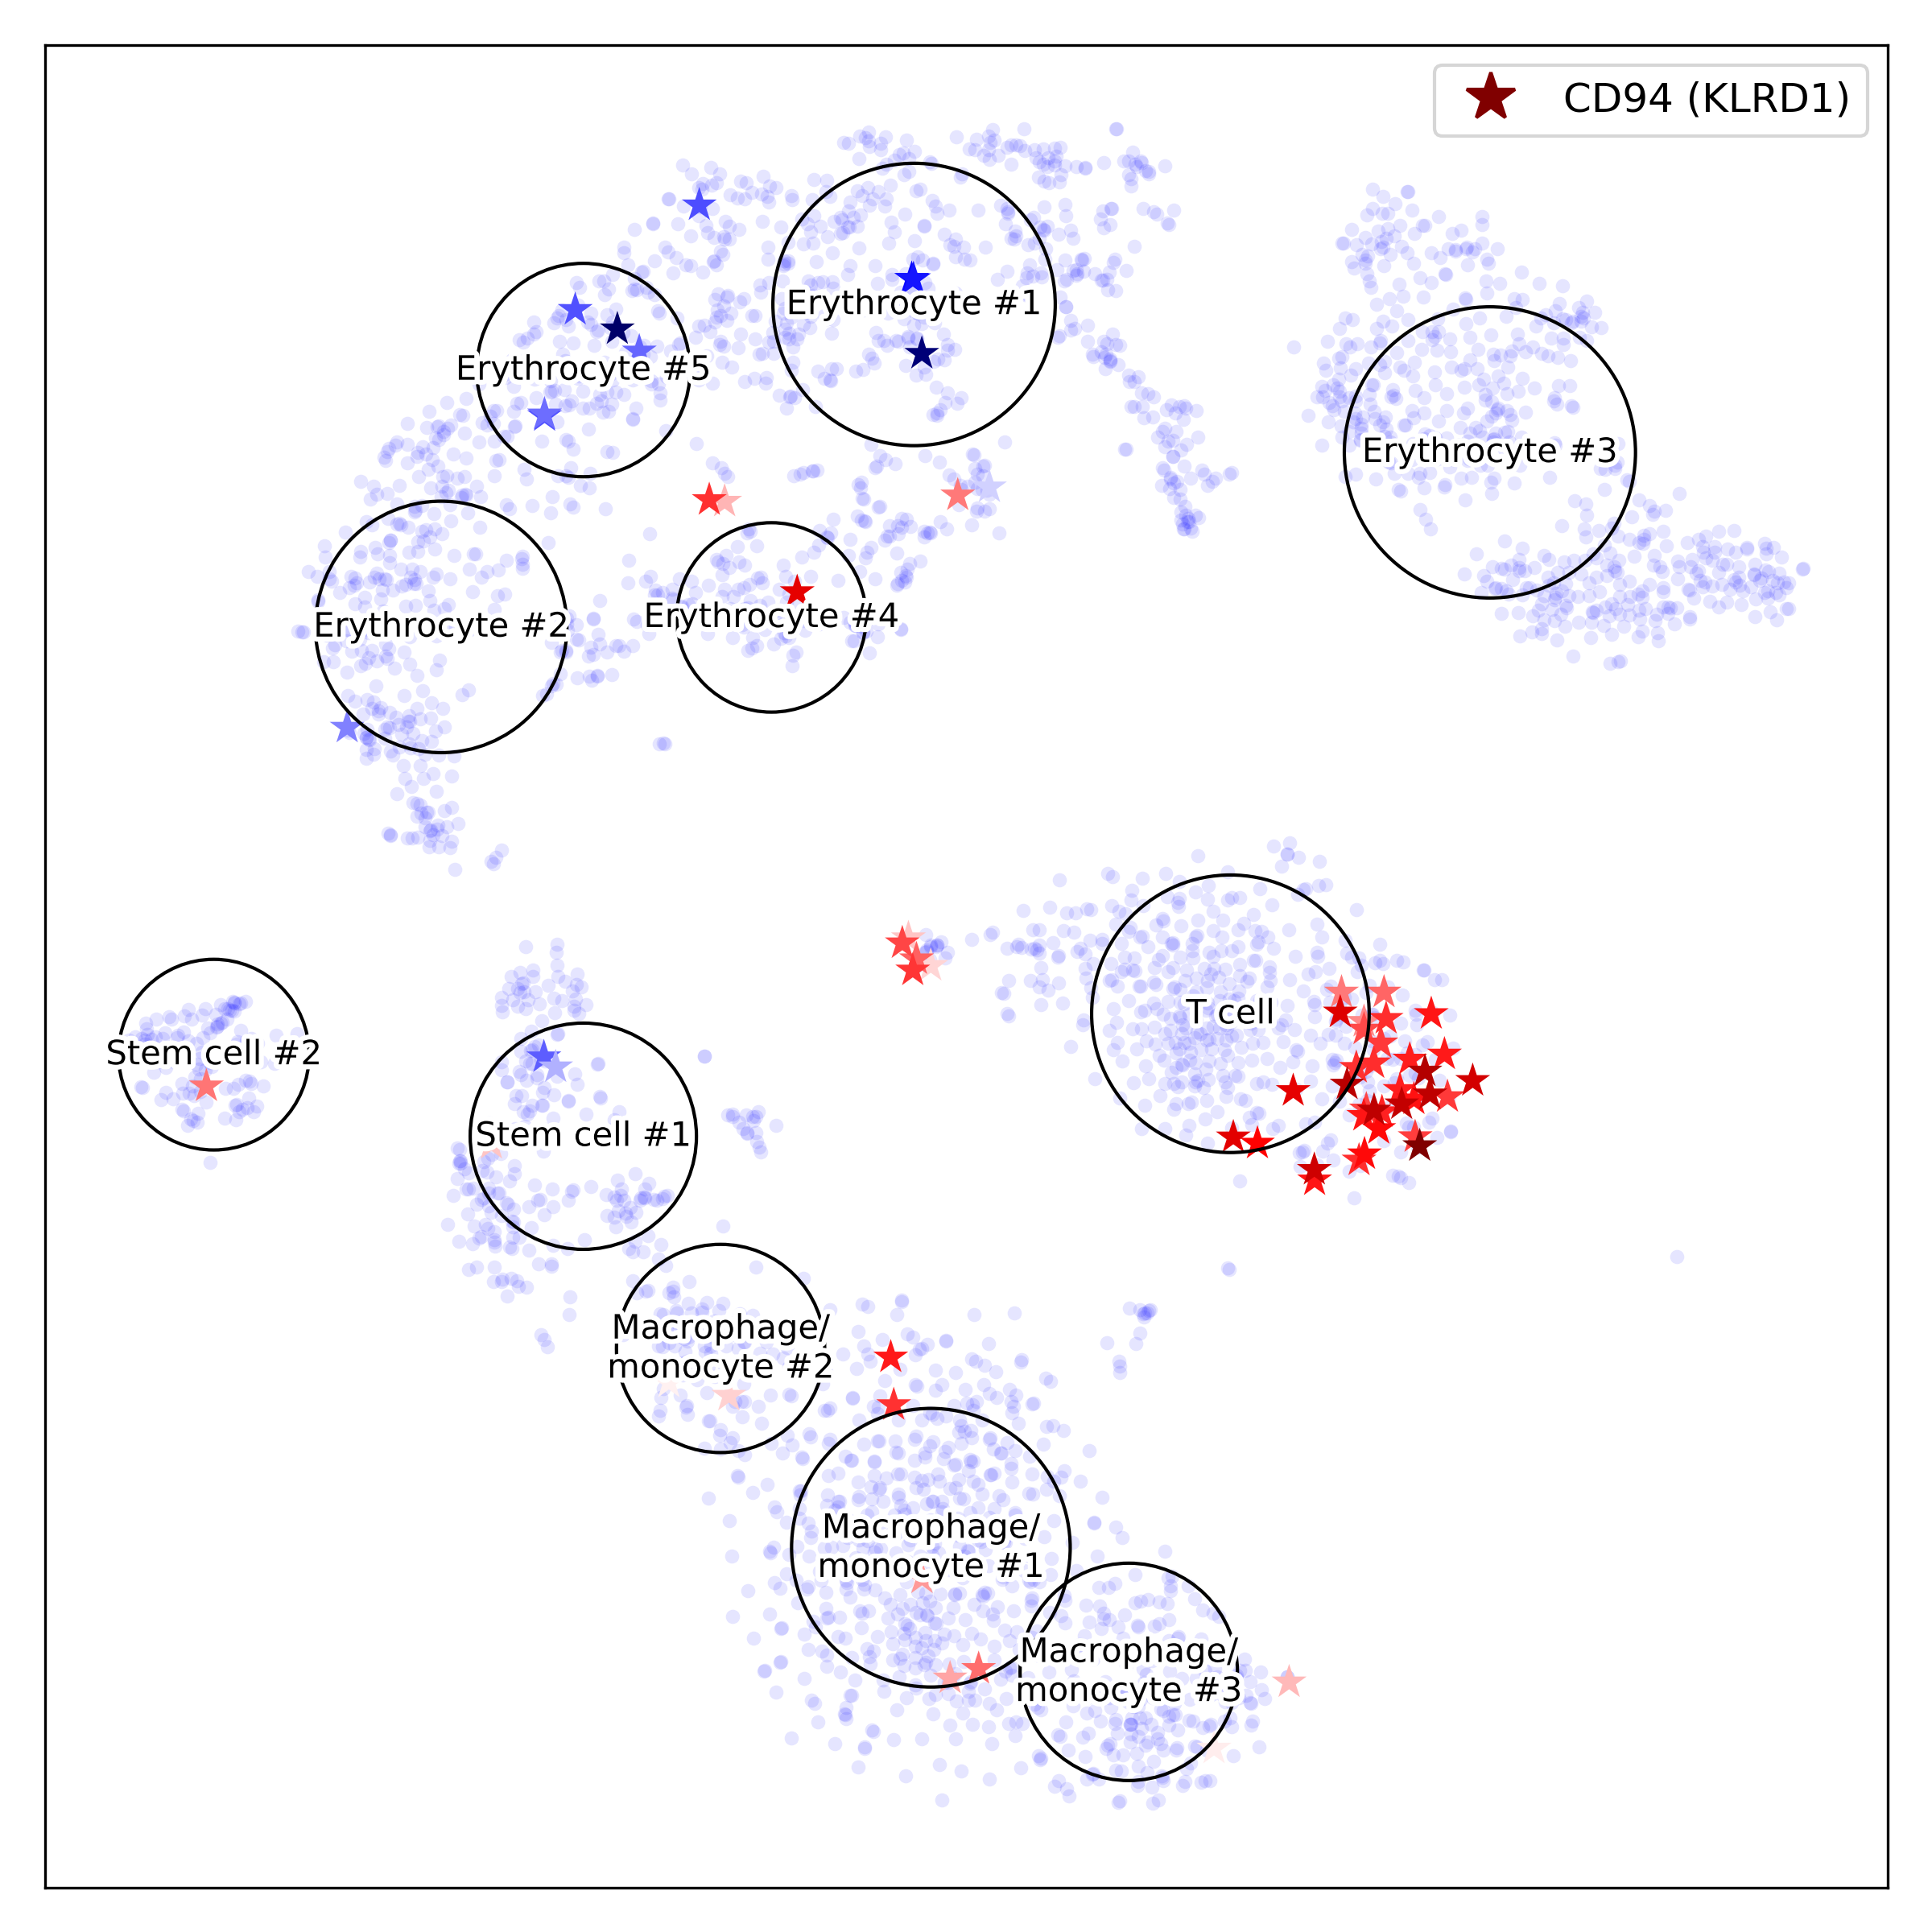 CD94 (KLRD1)
Erythrocyte #1
Erythrocyte #5
Erythrocyte #3
Erythrocyte #4
Erythrocyte #2
T cell
Stem cell #2
Stem cell #1
Macrophage/
monocyte #2
Macrophage/
monocyte #1
Macrophage/
monocyte #3